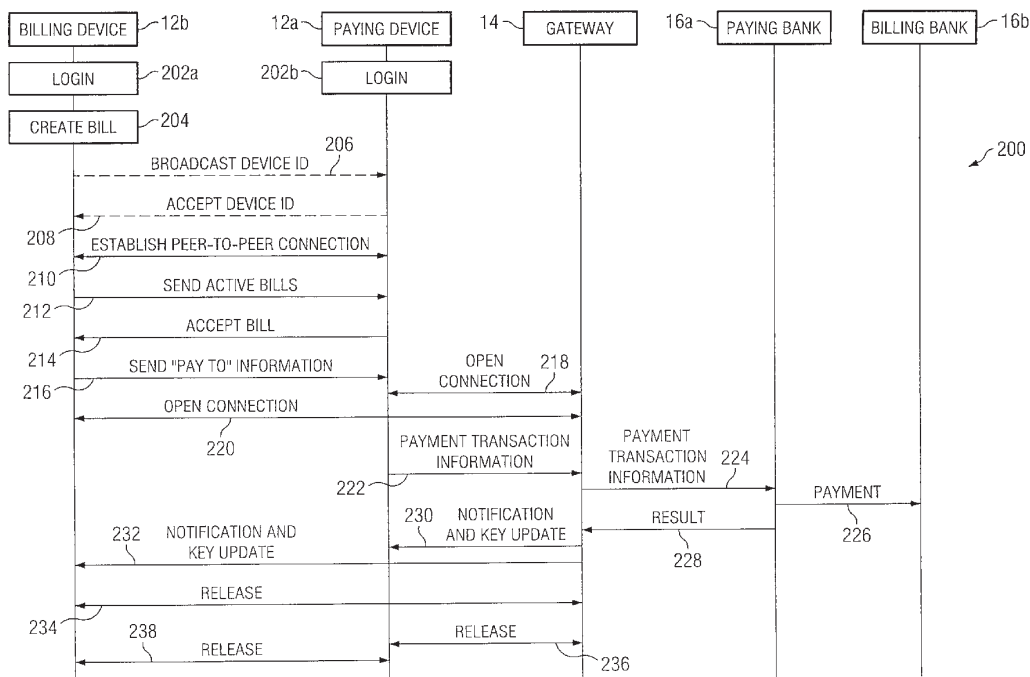 BILLING DEVICE 12b 12a PAYING DEVICE 14 GATEWAY 16a PAYING BANK BILLING BANK 16b
LOGIN 202a 202b LOGIN
CREATE BILL 204
BROADCAST DEVICE ID 206
200
ACCEPT DEVICE ID
208
ESTABLISH PEER-TO-PEER CONNECTION
210
SEND ACTIVE BILLS
212
ACCEPT BILL
214
SEND "PAY TO" INFORMATION
216
OPEN
CONNECTION 218
OPEN CONNECTION
220
PAYMENT TRANSACTION
INFORMATION
222
PAYMENT
TRANSACTION
INFORMATION 224
PAYMENT
226
RESULT
228
230 NOTIFICATION
AND KEY UPDATE
232 NOTIFICATION AND
KEY UPDATE
RELEASE
234
RELEASE
236
238 RELEASE